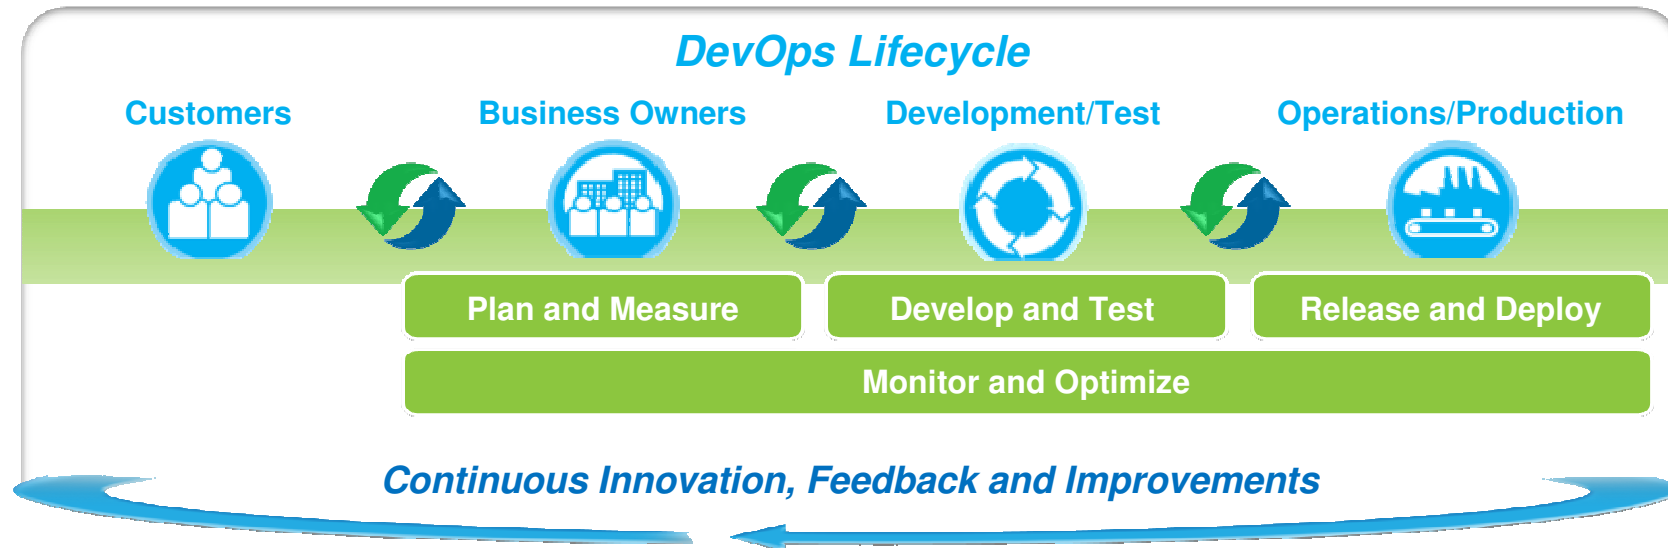 DevOps Lifecycle
Customers
Business Owners
Development/Test
Operations/Production
Plan and Measure
Develop and Test
Release and Deploy
Monitor and Optimize
Continuous Innovation, Feedback and Improvements